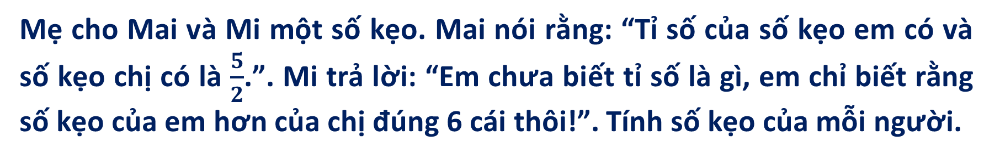 Mẹ cho Mai và Mi một số kẹo. Mai nói rằng: “Tỉ số của số kẹo em có và
số kẹo chị có là 5/2.”. Mi trả lời: “Em chưa biết tỉ số là gì, em chỉ biết rằng
số kẹo của em hơn của chị đúng 6 cái thôi!”. Tính số kẹo của mỗi người.